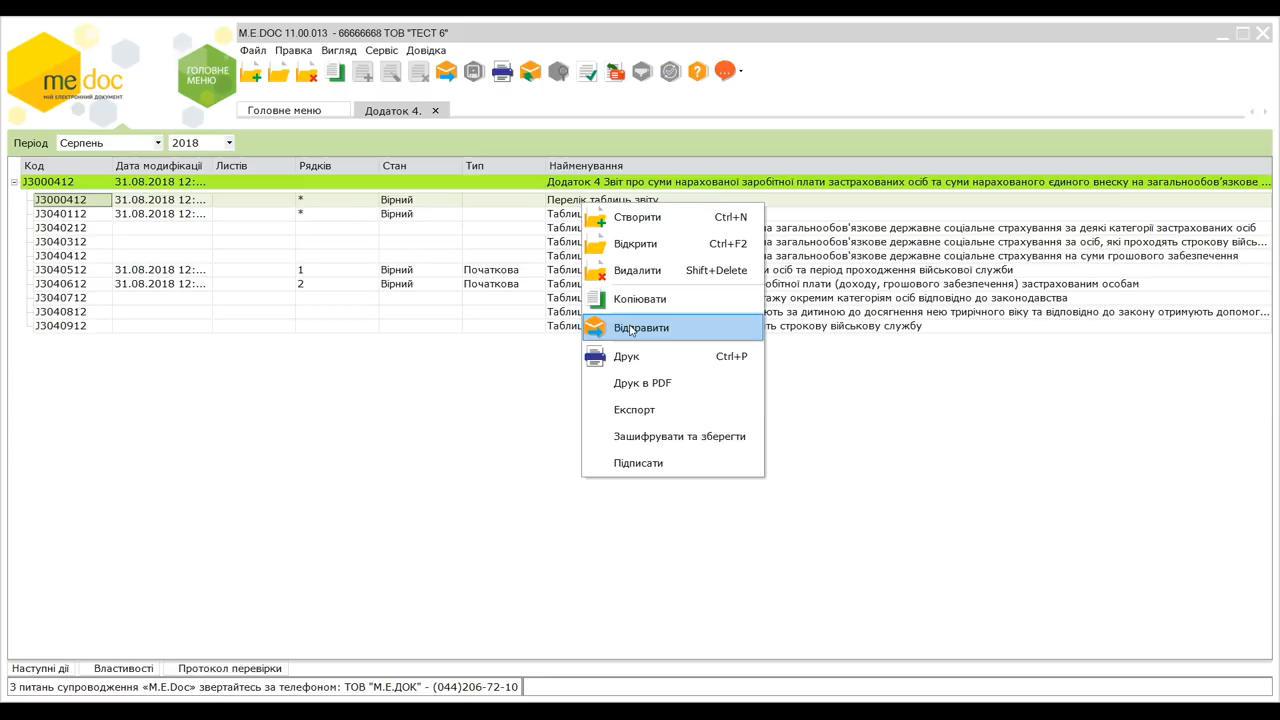 M.E.DOC 11.00.013 - 66666668 ТОВ "ТЕСТ 6"
me doc
МІЙ ЕЛЕКТРОННИЙ ДОКУМЕНТ
ГОЛОВНЕ МЕНЮ
Файл Правка Вигляд Сервіс Довідка
Головне меню Додаток 4.
Період Серпень 2018
Код Дата модифікації Листів Рядків Стан Тип Найменування
J3000412 31.08.2018 12:... Додаток 4 Звіт про суми нарахованої заробітної плати застрахованих осіб та суми нарахованого єдиного внеску на загальнообов'язкове ...
J3000412 31.08.2018 12:... * Вірний Перелік таблиць звіту
J3040112 31.08.2018 12:... * Вірний Таблиц
J3040212 на загальнообов'язкове державне соціальне страхування за деякі категорії застрахованих осіб
J3040312 на загальнообов'язкове державне соціальне страхування за осіб, які проходять строкову військ...
J3040412 на загальнообов'язкове державне соціальне страхування на суми грошового забезпечення
J3040512 31.08.2018 12:... 1 Вірний Початкова Таблиц и осіб та період проходження військової служби
J3040612 31.08.2018 12:... 2 Вірний Початкова Таблиц обітної плати (доходу, грошового забезпечення) застрахованим особам
J3040712 Таблиц ажу окремим категоріям осіб відповідно до законодавства
J3040812 Таблиц ють за дитиною до досягнення нею трирічного віку та відповідно до закону отримують допомог...
J3040912 Таблиц ть строкову військову службу
Створити Ctrl+N
Відкрити Ctrl+F2
Видалити Shift+Delete
Копіювати
Відправити
Друк Ctrl+P
Друк в PDF
Експорт
Зашифрувати та зберегти
Підписати
Наступні дії Властивості Протокол перевірки
З питань супроводження «M.E.Doc» звертайтесь за телефоном: ТОВ "М.Е.ДОК" - (044)206-72-10